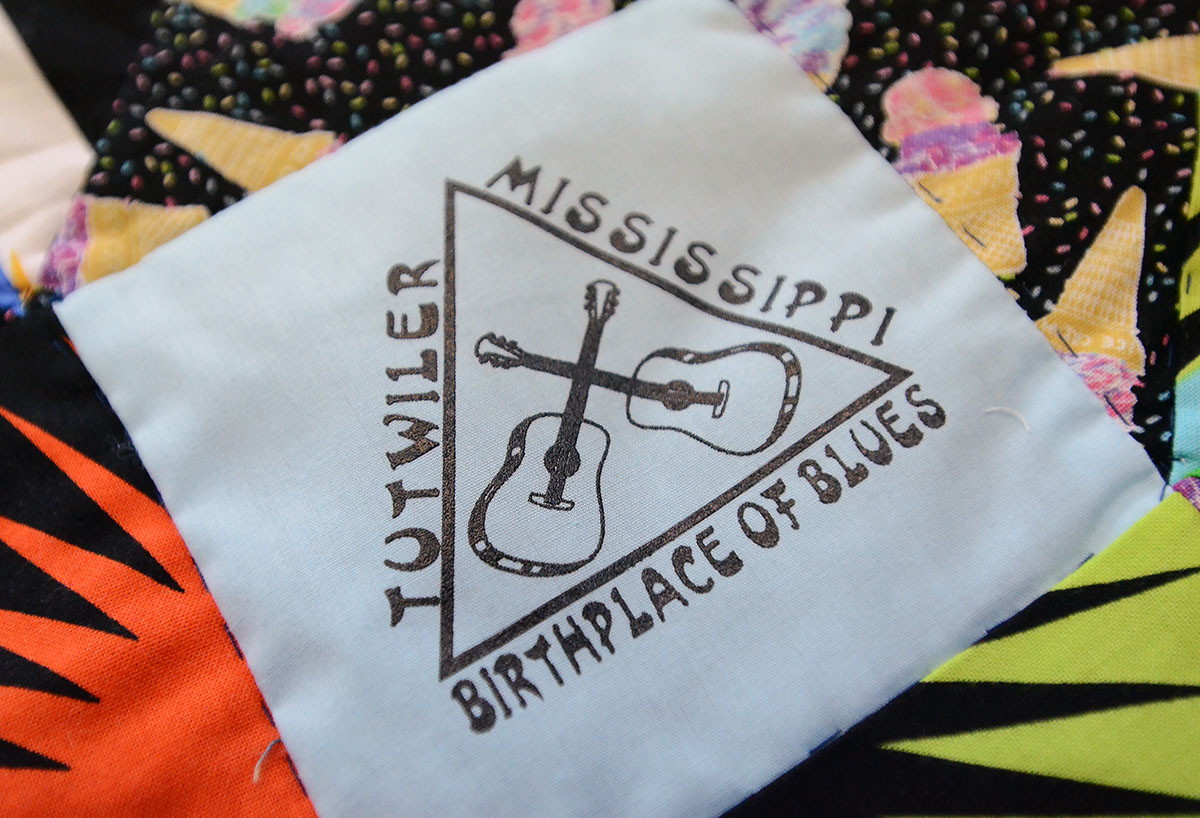 TUTWILER
MISSISSIPPI
BIRTHPLACE OF BLUES